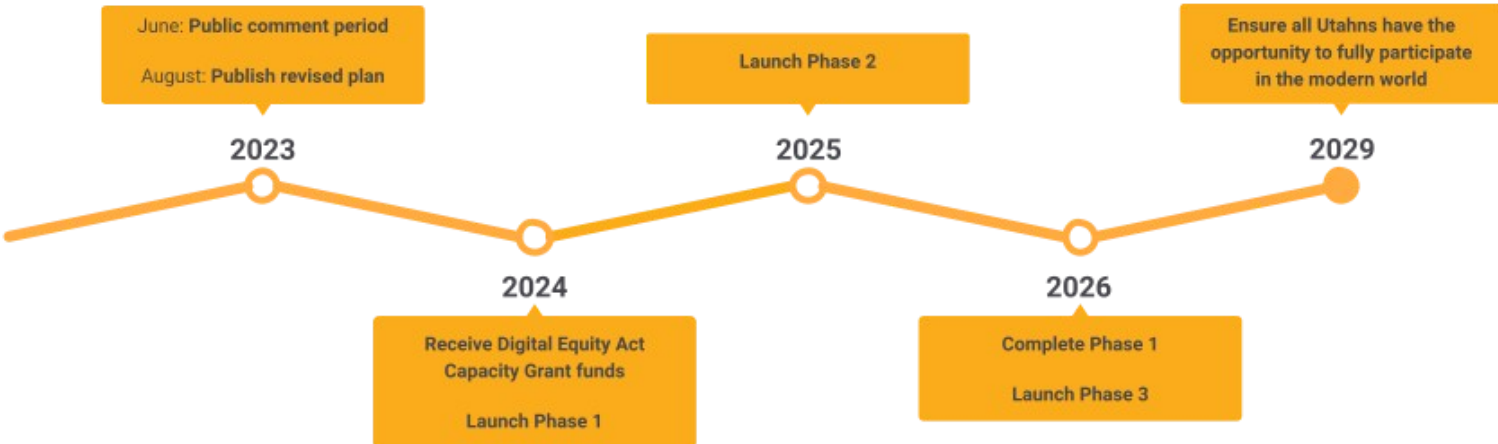 June: Public comment period
August: Publish revised plan
2023
2024
Receive Digital Equity Act
Capacity Grant funds
Launch Phase 1
Launch Phase 2
2025
2026
Complete Phase 1
Launch Phase 3
Ensure all Utahns have the
opportunity to fully participate
in the modern world
2029